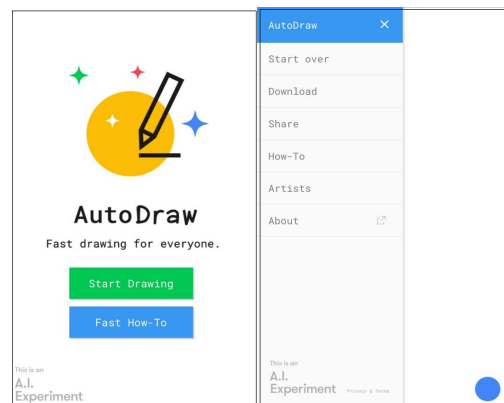 AutoDraw
Fast drawing for everyone.
Start Drawing
Fast How-To
This is an
A.I.
Experiment
AutoDraw
Start over
Download
Share
How-To
Artists
About
This is an
A.I.
Experiment
Privacy & Terms